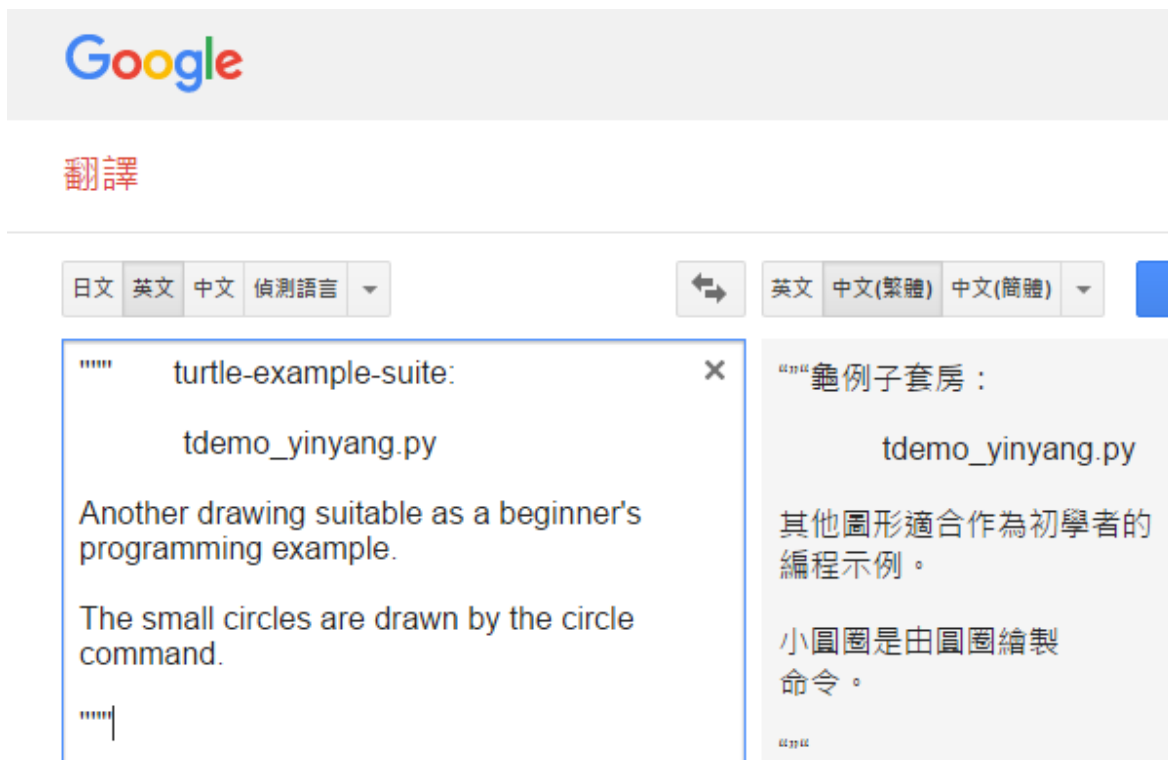 Google
翻譯
日文 英文 中文 偵測語言
英文 中文(繁體) 中文(簡體)
""" turtle-example-suite:
tdemo_yinyang.py
Another drawing suitable as a beginner's
programming example.
The small circles are drawn by the circle
command.
"""
“”“龜例子套房：
tdemo_yinyang.py
其他圖形適合作為初學者的
編程示例。
小圓圈是由圓圈繪製
命令。
“”“